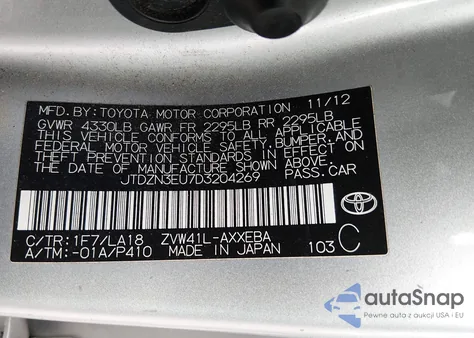 MFD. BY: TOYOTA MOTOR CORPORATION 11/12
GVWR 4330LB GAWR FR 2295LB RR 2295LB
THIS VEHICLE CONFORMS TO ALL APPLICABLE
FEDERAL MOTOR VEHICLE SAFETY, BUMPER, AND
THEFT PREVENTION STANDARDS IN EFFECT ON
THE DATE OF MANUFACTURE SHOWN ABOVE.
JTDZN3EU7D3204269 PASS.CAR
C/TR: 1F7/LA18 ZVW41L-AXXEBA
A/TM: -01A/P410 MADE IN JAPAN 103 C
autoSnap
Pełne dane z aukcji USA i EU